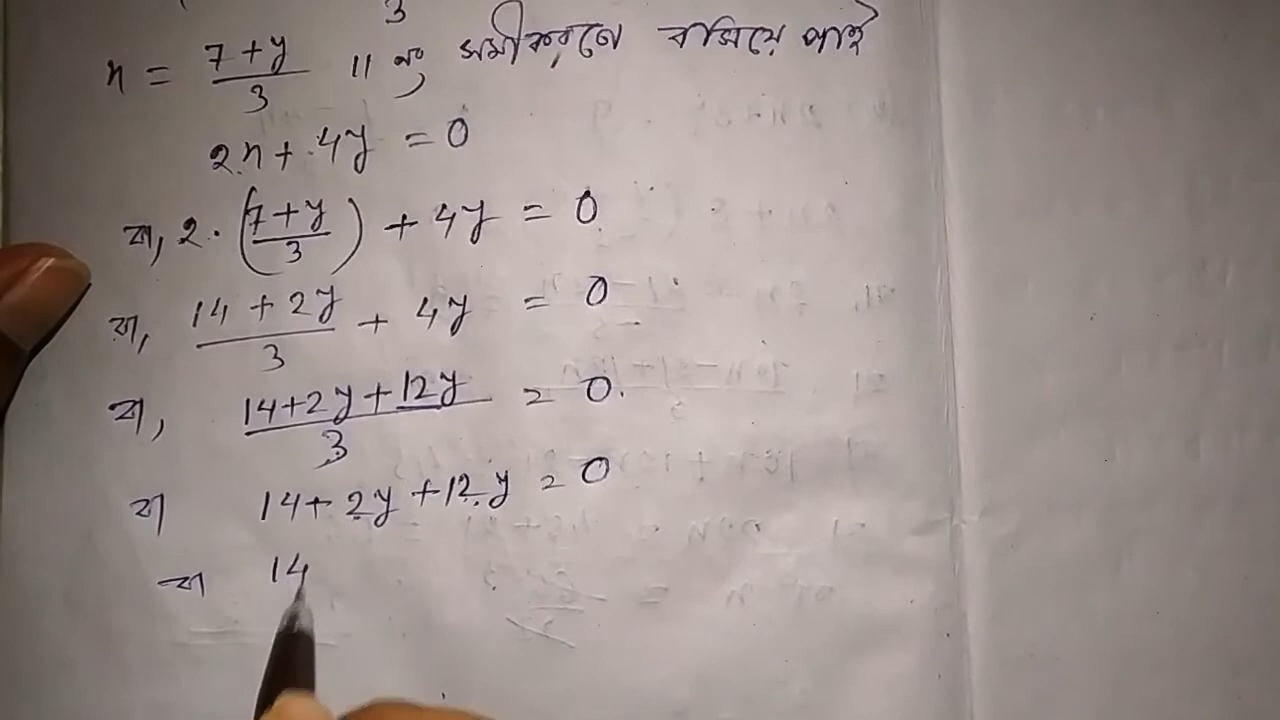 3
x = 7+y/3 ii নং সমীকরণে বসিয়ে পাই
2x + 4y = 0
বা, 2·(7+y/3) + 4y = 0
বা, 14+2y/3 + 4y = 0
বা, 14+2y+12y/3 = 0
বা 14+2y+12y = 0
বা 14